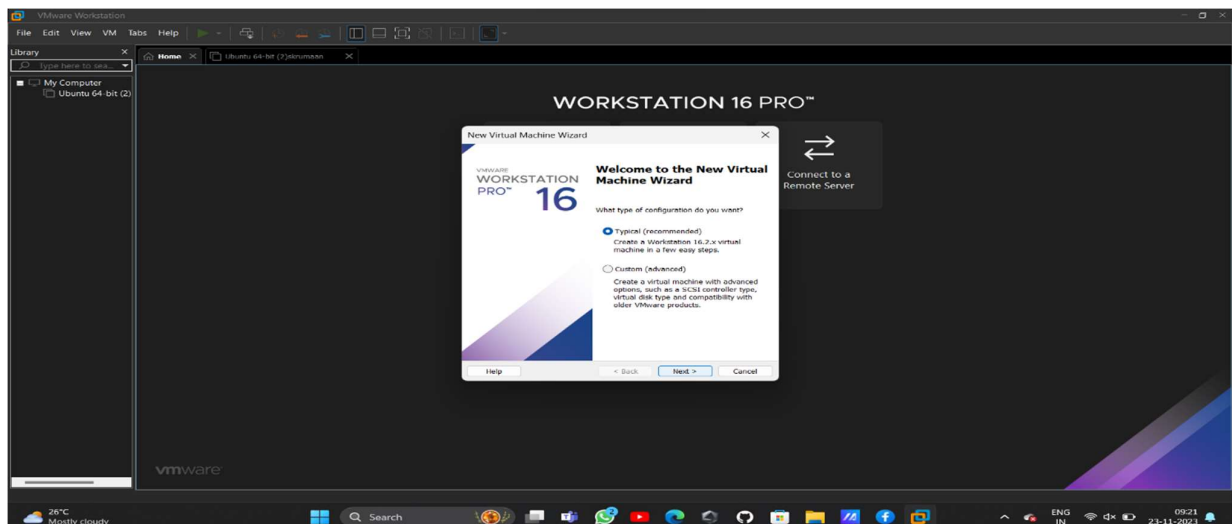 VMware Workstation
File Edit View VM Tabs Help
Library
Type here to sea...
My Computer
Ubuntu 64-bit (2)
Home
Ubuntu 64-bit (2)skrumaan
WORKSTATION 16 PRO™
New Virtual Machine Wizard
VMWARE
WORKSTATION
PRO™ 16
Welcome to the New Virtual
Machine Wizard
What type of configuration do you want?
Typical (recommended)
Create a Workstation 16.2.x virtual
machine in a few easy steps.
Custom (advanced)
Create a virtual machine with advanced
options, such as a SCSI controller type,
virtual disk type and compatibility with
older VMware products.
Help
< Back
Next >
Cancel
Connect to a
Remote Server
vmware
26°C
Mostly cloudy
Search
2
ENG
IN
09:21
23-11-2023